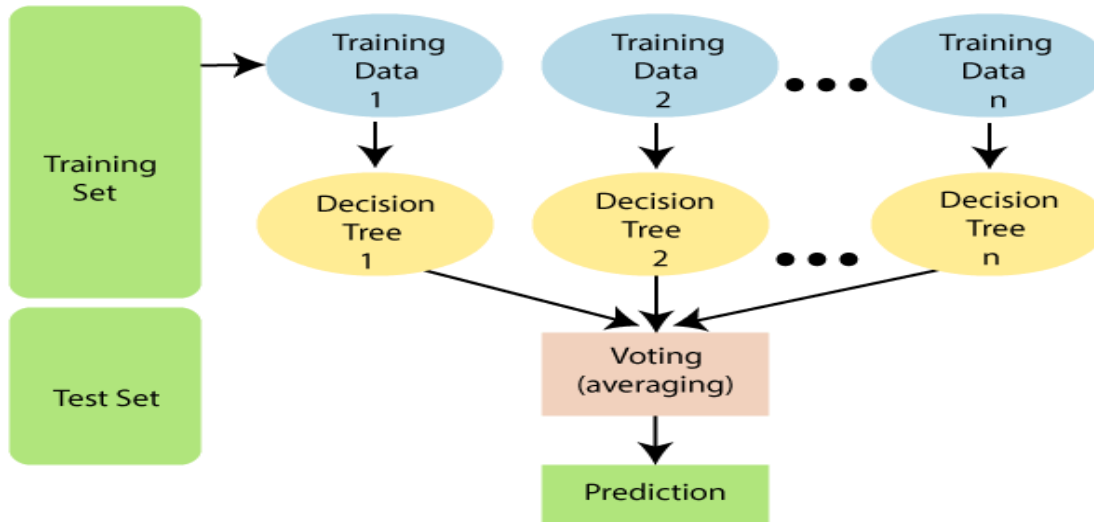 Training
Set
Test Set
Training
Data
1
Training
Data
2
Training
Data
n
Decision
Tree
1
Decision
Tree
2
Decision
Tree
n
Voting
(averaging)
Prediction